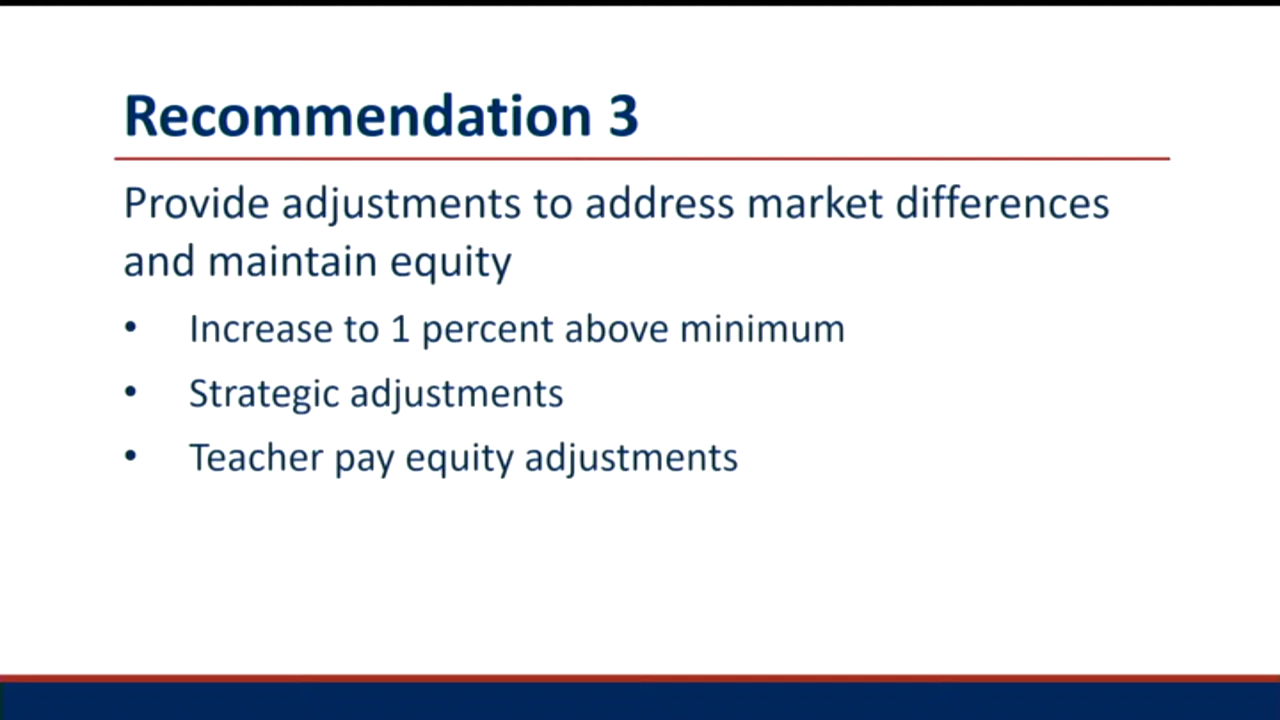 Recommendation 3
Provide adjustments to address market differences
and maintain equity
• Increase to 1 percent above minimum
• Strategic adjustments
• Teacher pay equity adjustments